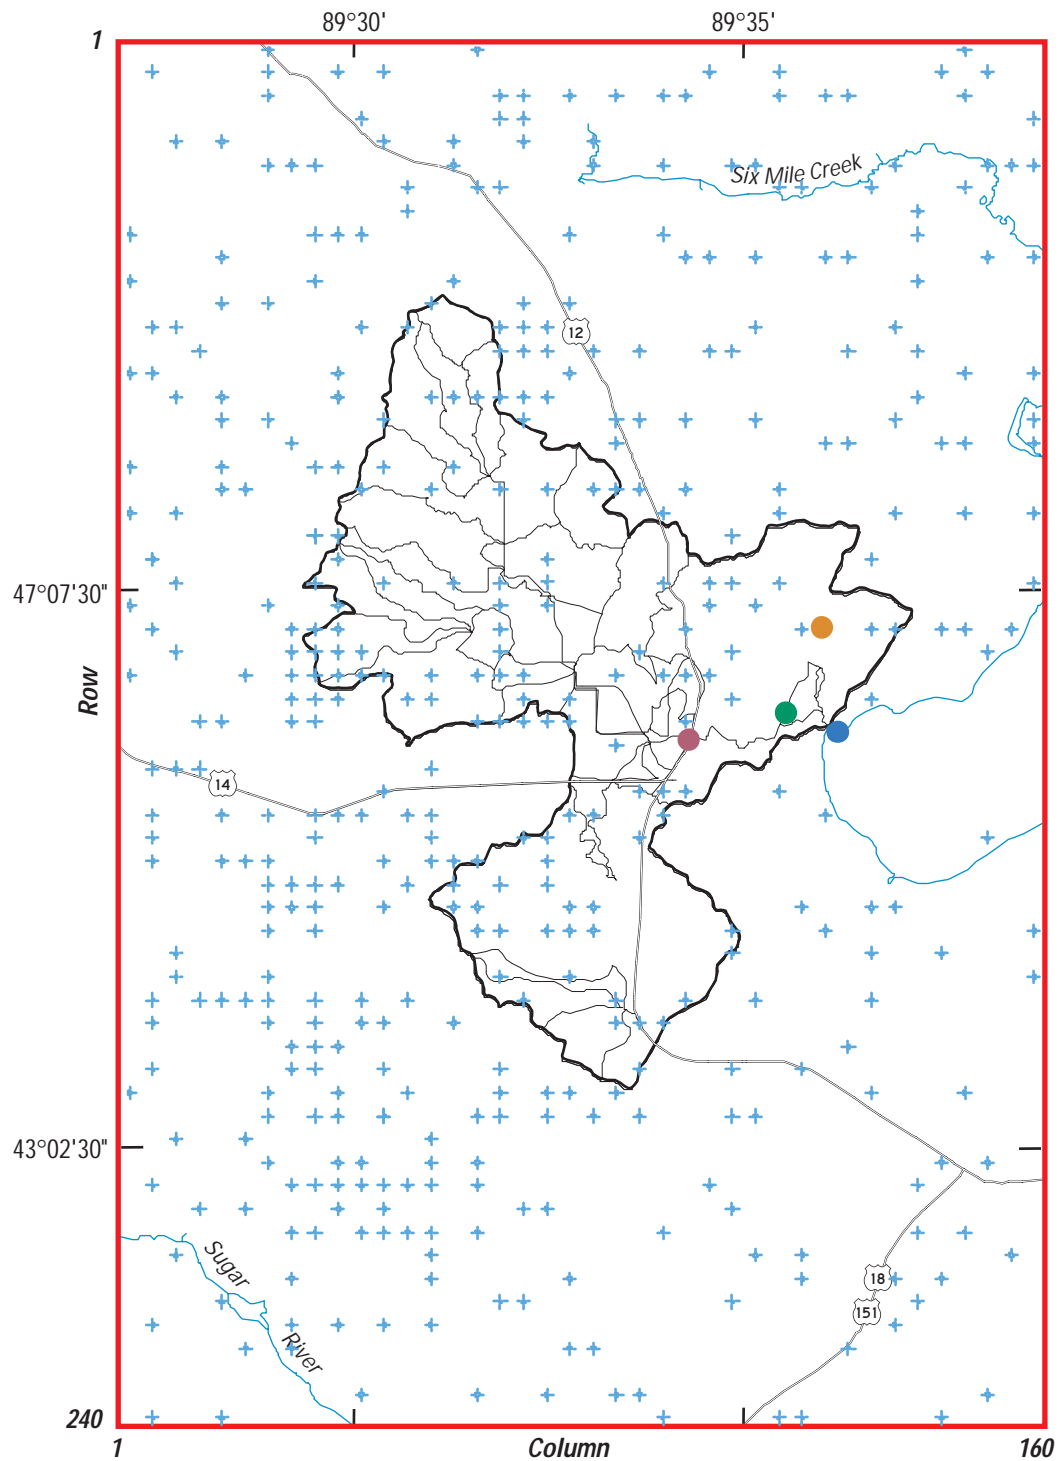 89°30' 89°35'
1
Six Mile Creek
12
47°07'30"
Row
14
43°02'30"
Sugar
River
18
151
240
1 Column 160